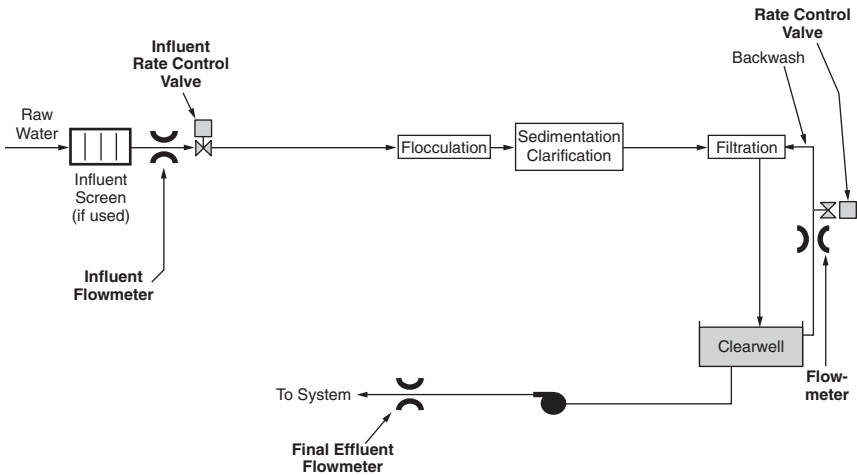 Rate Control
Valve
Influent
Rate Control
Valve
Backwash
Raw
Water
Flocculation
Sedimentation
Clarification
Filtration
Influent
Screen
(if used)
Influent
Flowmeter
Clearwell
Flow-
meter
To System
Final Effluent
Flowmeter